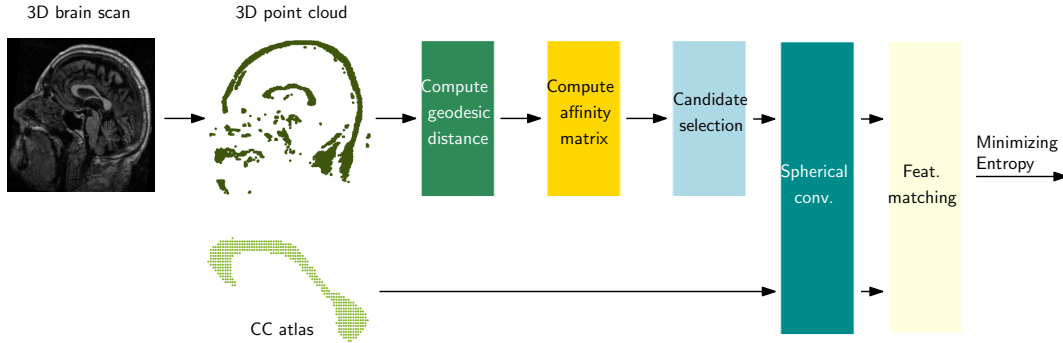 3D brain scan
3D point cloud
Compute
geodesic
distance
Compute
affinity
matrix
Candidate
selection
Spherical
conv.
Feat.
matching
Minimizing
Entropy
CC atlas